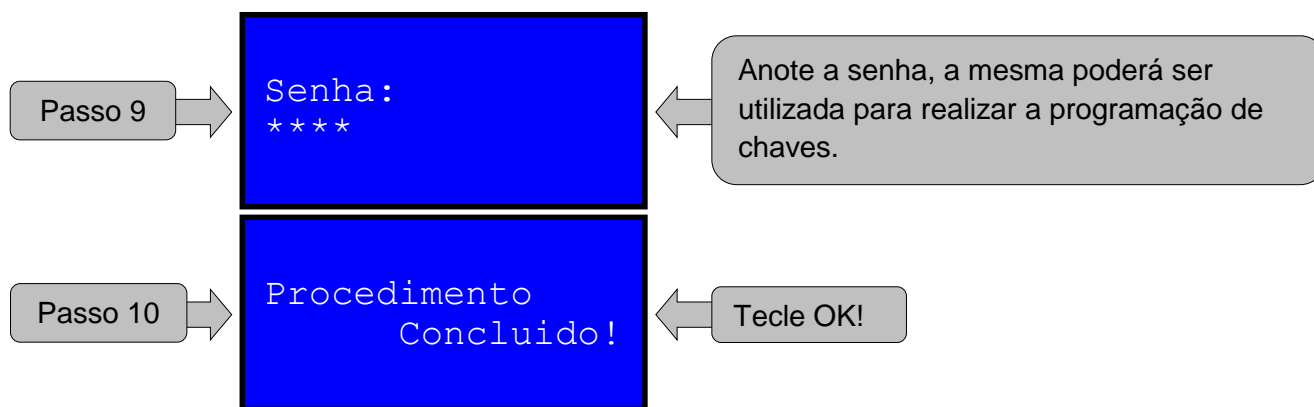 Passo 9
Senha:
****
Anote a senha, a mesma poderá ser
utilizada para realizar a programação de
chaves.
Passo 10
Procedimento
Concluido!
Tecle OK!